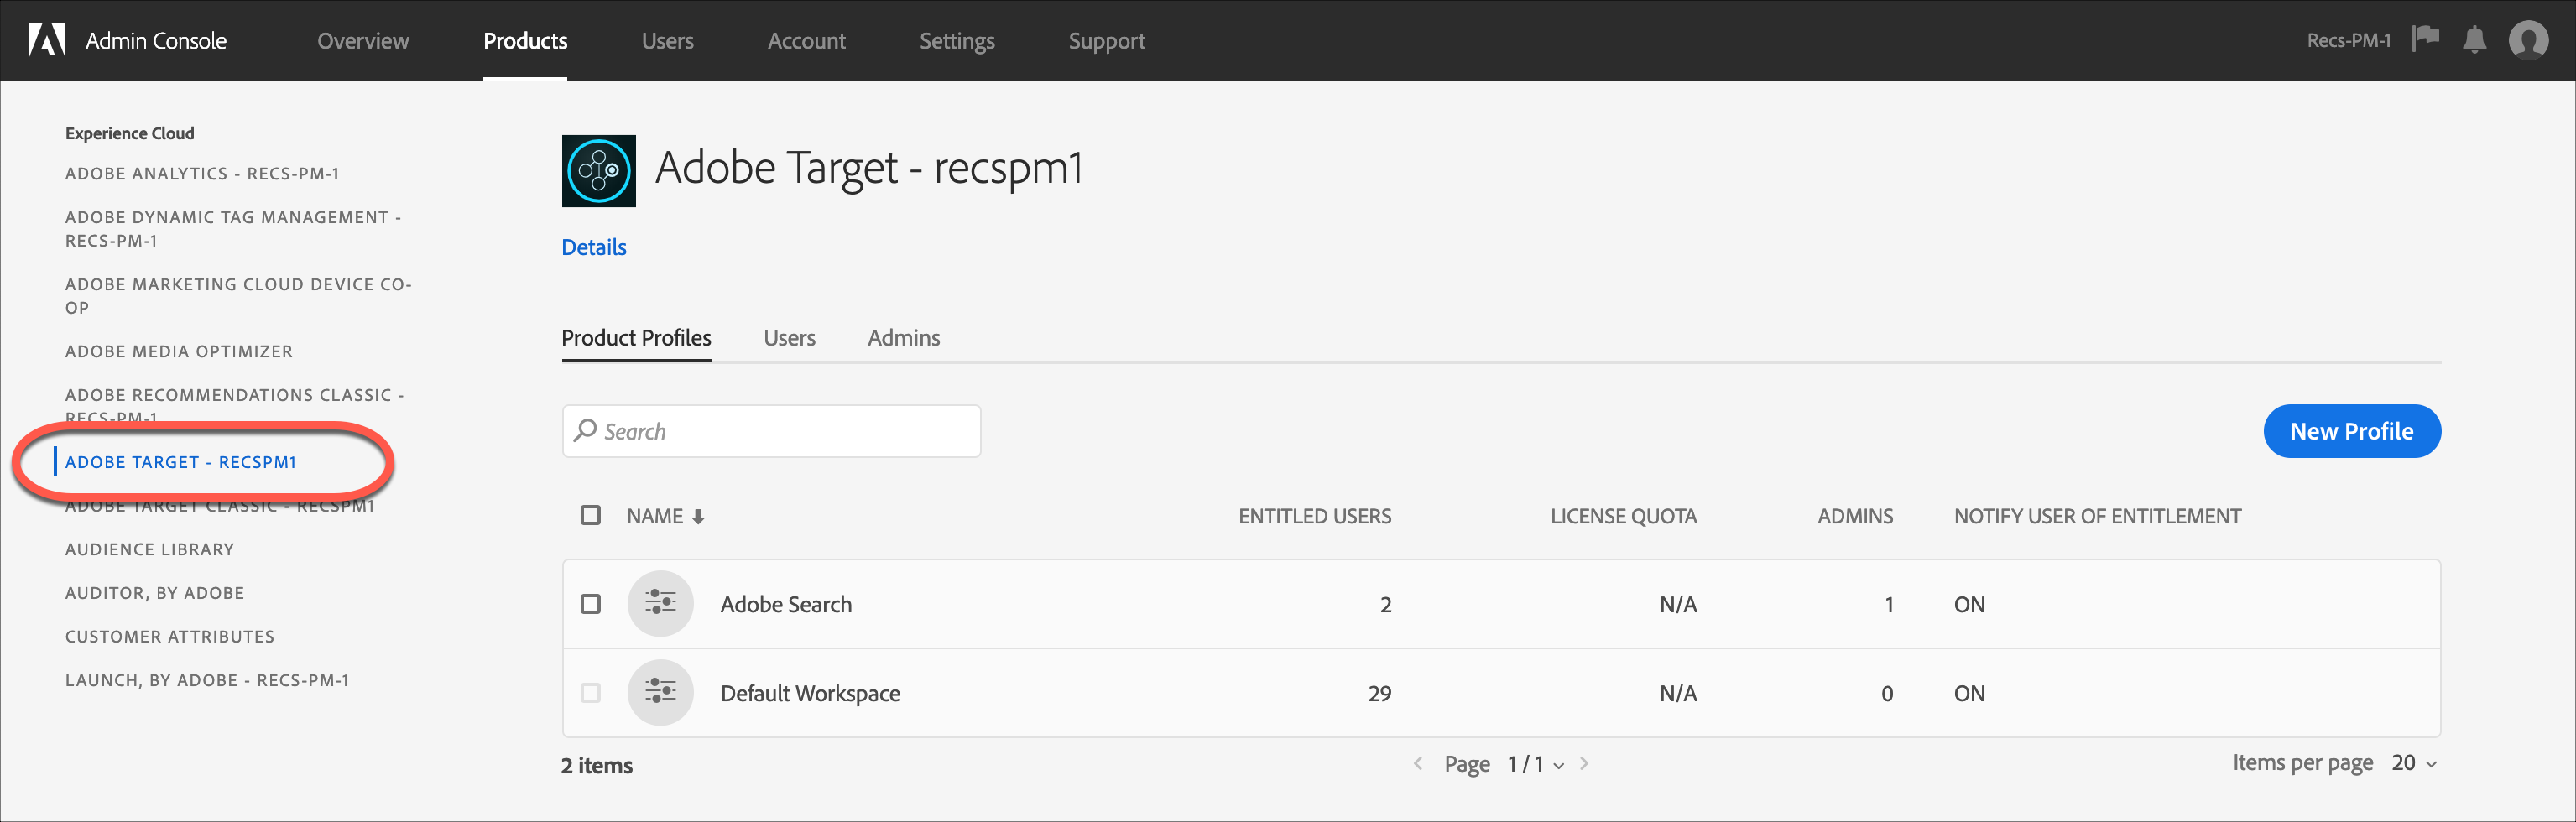 Admin Console Overview Products Users Account Settings Support Recs-PM-1
Experience Cloud
ADOBE ANALYTICS - RECS-PM-1
ADOBE DYNAMIC TAG MANAGEMENT -
RECS-PM-1
ADOBE MARKETING CLOUD DEVICE CO-
OP
ADOBE MEDIA OPTIMIZER
ADOBE RECOMMENDATIONS CLASSIC -
RECS-PM-1
ADOBE TARGET - RECSPM1
ADOBE TARGET CLASSIC - RECSPM1
AUDIENCE LIBRARY
AUDITOR, BY ADOBE
CUSTOMER ATTRIBUTES
LAUNCH, BY ADOBE - RECS-PM-1
Adobe Target - recspm1
Details
Product Profiles Users Admins
Search
New Profile
NAME ENTITLED USERS LICENSE QUOTA ADMINS NOTIFY USER OF ENTITLEMENT
Adobe Search 2 N/A 1 ON
Default Workspace 29 N/A 0 ON
2 items Page 1 / 1 Items per page 20